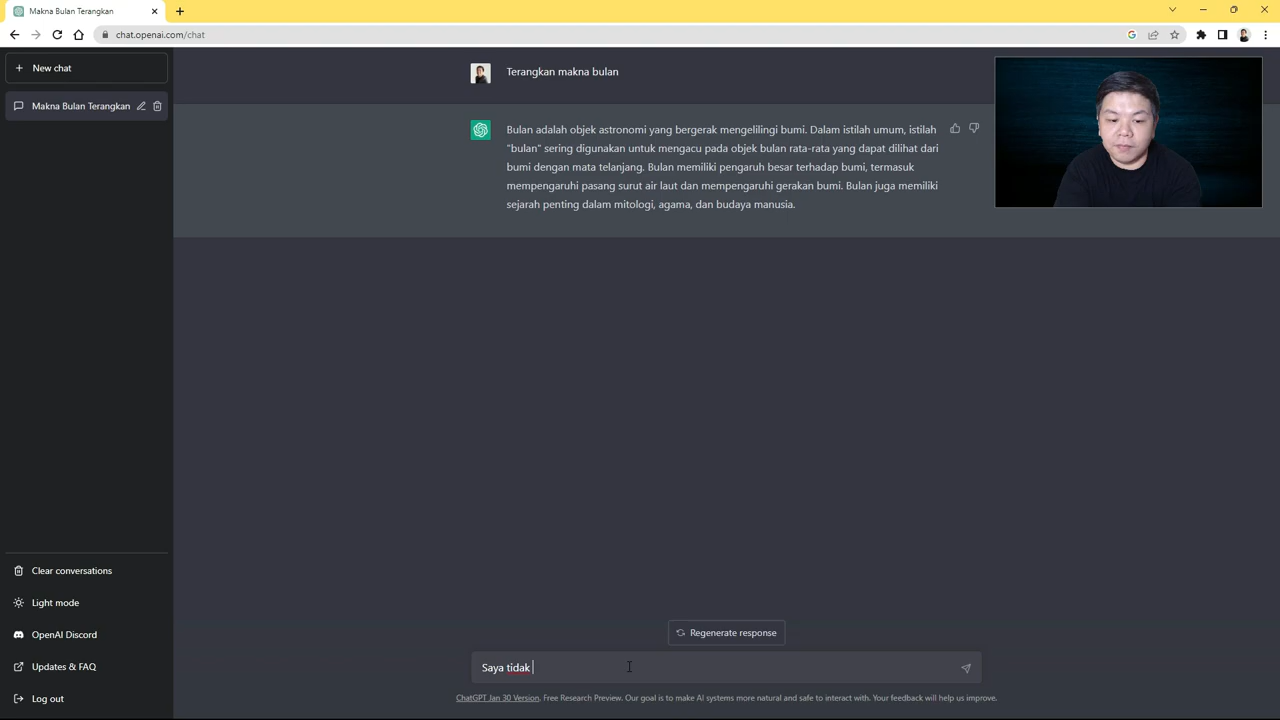 Makna Bulan Terangkan
chat.openai.com/chat
New chat
Makna Bulan Terangkan
Terangkan makna bulan
Bulan adalah objek astronomi yang bergerak mengelilingi bumi. Dalam istilah umum, istilah
"bulan" sering digunakan untuk mengacu pada objek bulan rata-rata yang dapat dilihat dari
bumi dengan mata telanjang. Bulan memiliki pengaruh besar terhadap bumi, termasuk
mempengaruhi pasang surut air laut dan mempengaruhi gerakan bumi. Bulan juga memiliki
sejarah penting dalam mitologi, agama, dan budaya manusia.
Clear conversations
Light mode
OpenAI Discord
Updates & FAQ
Log out
Regenerate response
Saya tidak
ChatGPT Jan 30 Version. Free Research Preview. Our goal is to make AI systems more natural and safe to interact with. Your feedback will help us improve.